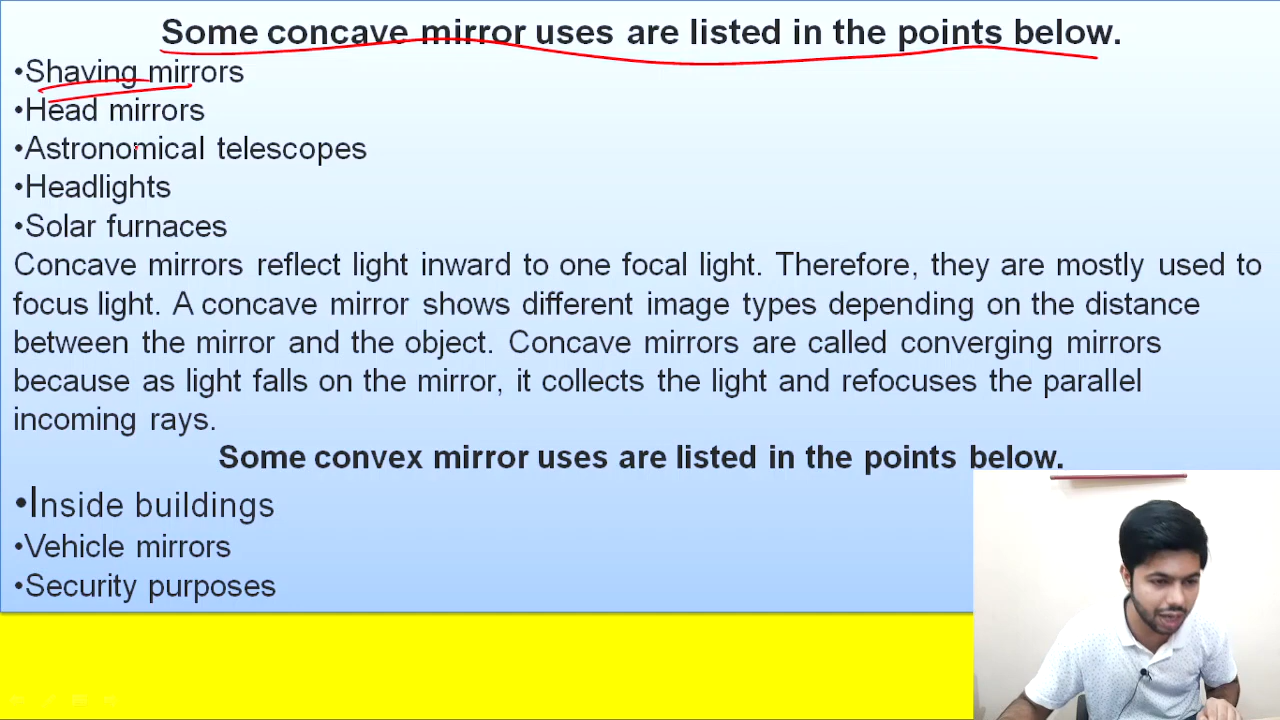 Some concave mirror uses are listed in the points below.
•Shaving mirrors
•Head mirrors
•Astronomical telescopes
•Headlights
•Solar furnaces
Concave mirrors reflect light inward to one focal light. Therefore, they are mostly used to
focus light. A concave mirror shows different image types depending on the distance
between the mirror and the object. Concave mirrors are called converging mirrors
because as light falls on the mirror, it collects the light and refocuses the parallel
incoming rays.
Some convex mirror uses are listed in the points below.
•Inside buildings
•Vehicle mirrors
•Security purposes